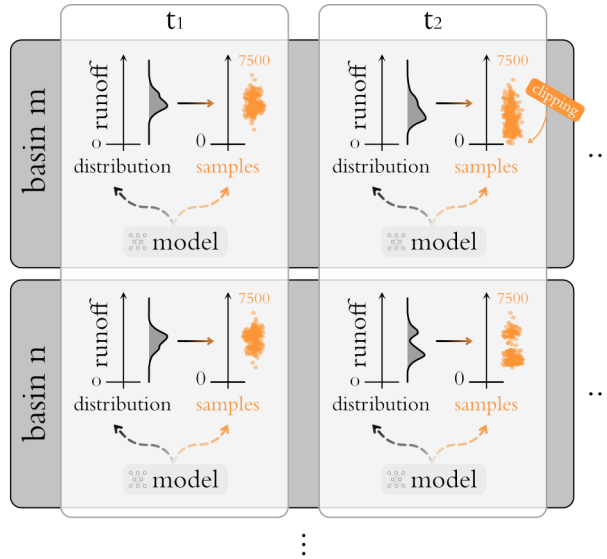 t1
t2
basin m
runoff
0
distribution
7500
0
samples
model
runoff
0
distribution
7500
0
samples
clipping
model
..
basin n
runoff
0
distribution
7500
0
samples
model
runoff
0
distribution
7500
0
samples
model
..
⋮